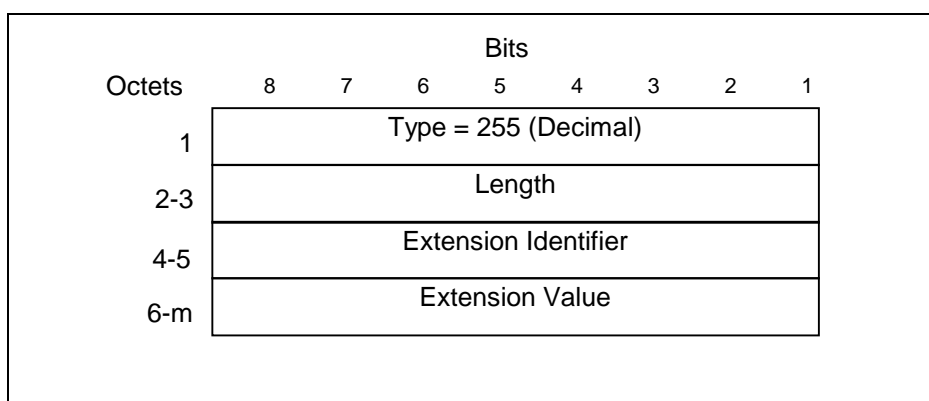 Bits
Octets 8 7 6 5 4 3 2 1
1 Type = 255 (Decimal)
2-3 Length
4-5 Extension Identifier
6-m Extension Value